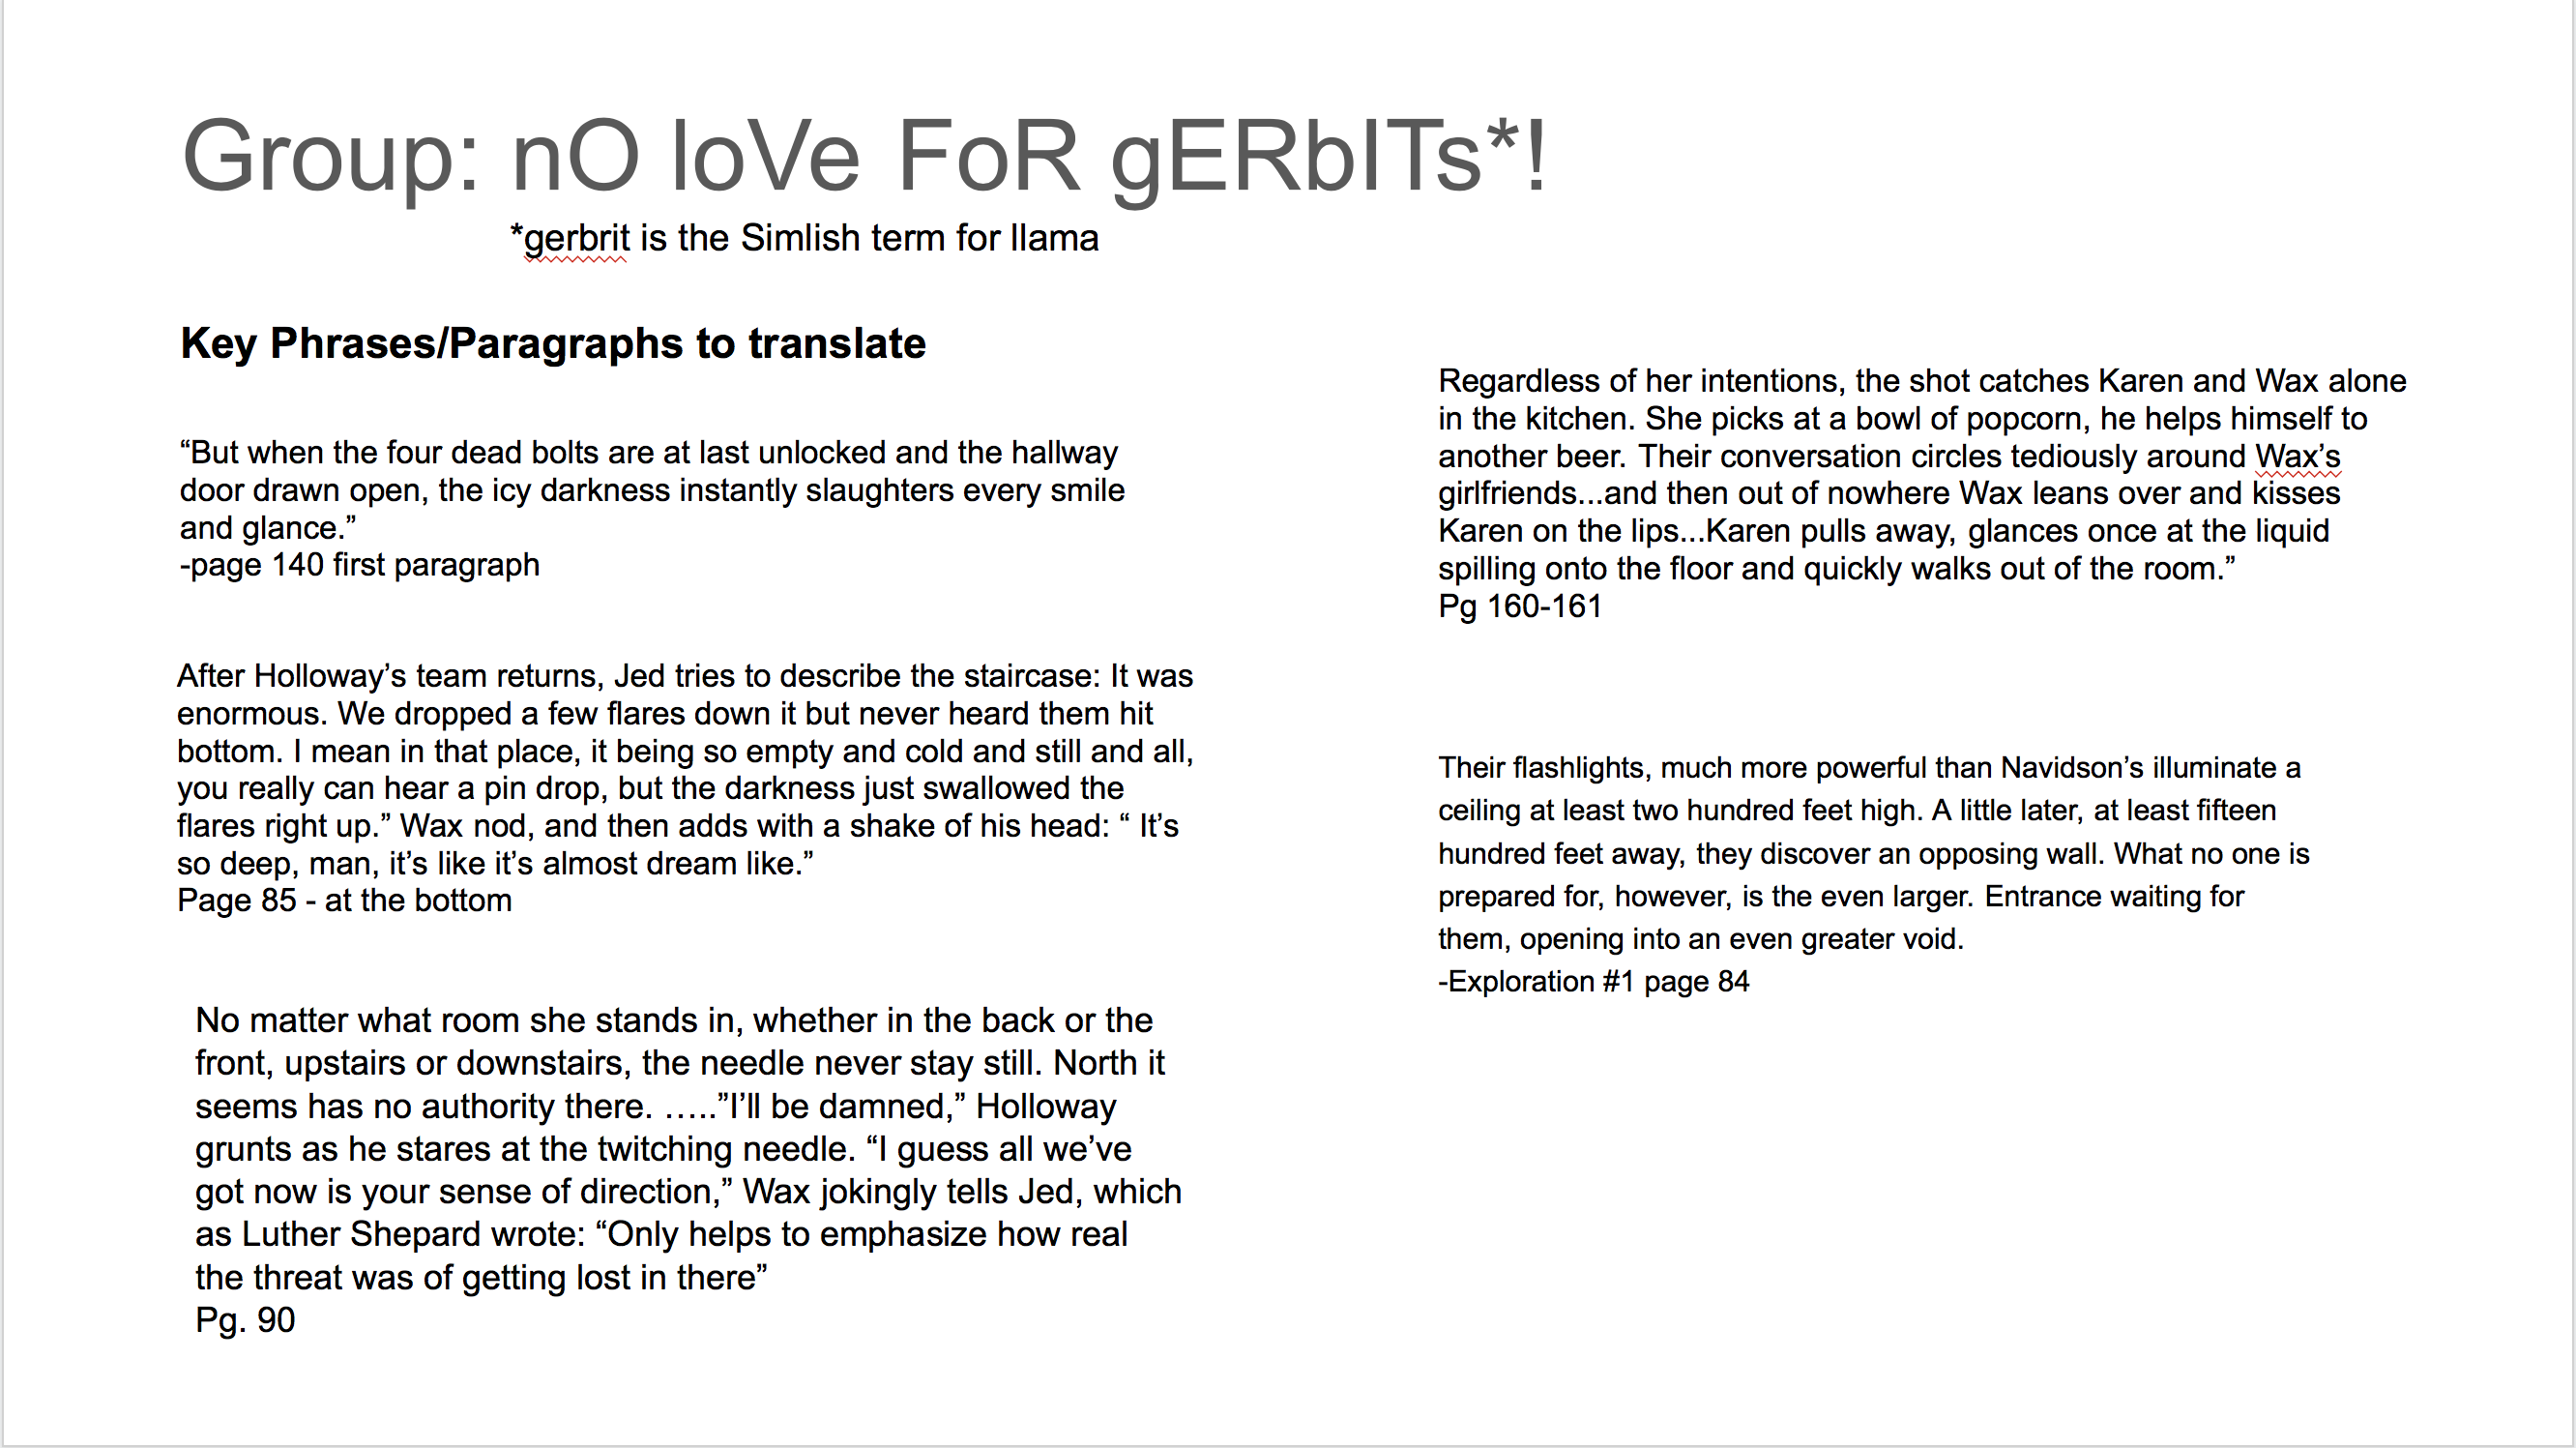 Group: nO loVe FoR gERbITs*!
*gerbrit is the Simlish term for llama
Key Phrases/Paragraphs to translate
“But when the four dead bolts are at last unlocked and the hallway
door drawn open, the icy darkness instantly slaughters every smile
and glance.”
-page 140 first paragraph
After Holloway’s team returns, Jed tries to describe the staircase: It was
enormous. We dropped a few flares down it but never heard them hit
bottom. I mean in that place, it being so empty and cold and still and all,
you really can hear a pin drop, but the darkness just swallowed the
flares right up.” Wax nod, and then adds with a shake of his head: “ It’s
so deep, man, it’s like it’s almost dream like.”
Page 85 - at the bottom
No matter what room she stands in, whether in the back or the
front, upstairs or downstairs, the needle never stay still. North it
seems has no authority there. …..”I’ll be damned,” Holloway
grunts as he stares at the twitching needle. “I guess all we’ve
got now is your sense of direction,” Wax jokingly tells Jed, which
as Luther Shepard wrote: “Only helps to emphasize how real
the threat was of getting lost in there”
Pg. 90
Regardless of her intentions, the shot catches Karen and Wax alone
in the kitchen. She picks at a bowl of popcorn, he helps himself to
another beer. Their conversation circles tediously around Wax’s
girlfriends...and then out of nowhere Wax leans over and kisses
Karen on the lips...Karen pulls away, glances once at the liquid
spilling onto the floor and quickly walks out of the room.”
Pg 160-161
Their flashlights, much more powerful than Navidson’s illuminate a
ceiling at least two hundred feet high. A little later, at least fifteen
hundred feet away, they discover an opposing wall. What no one is
prepared for, however, is the even larger. Entrance waiting for
them, opening into an even greater void.
-Exploration #1 page 84